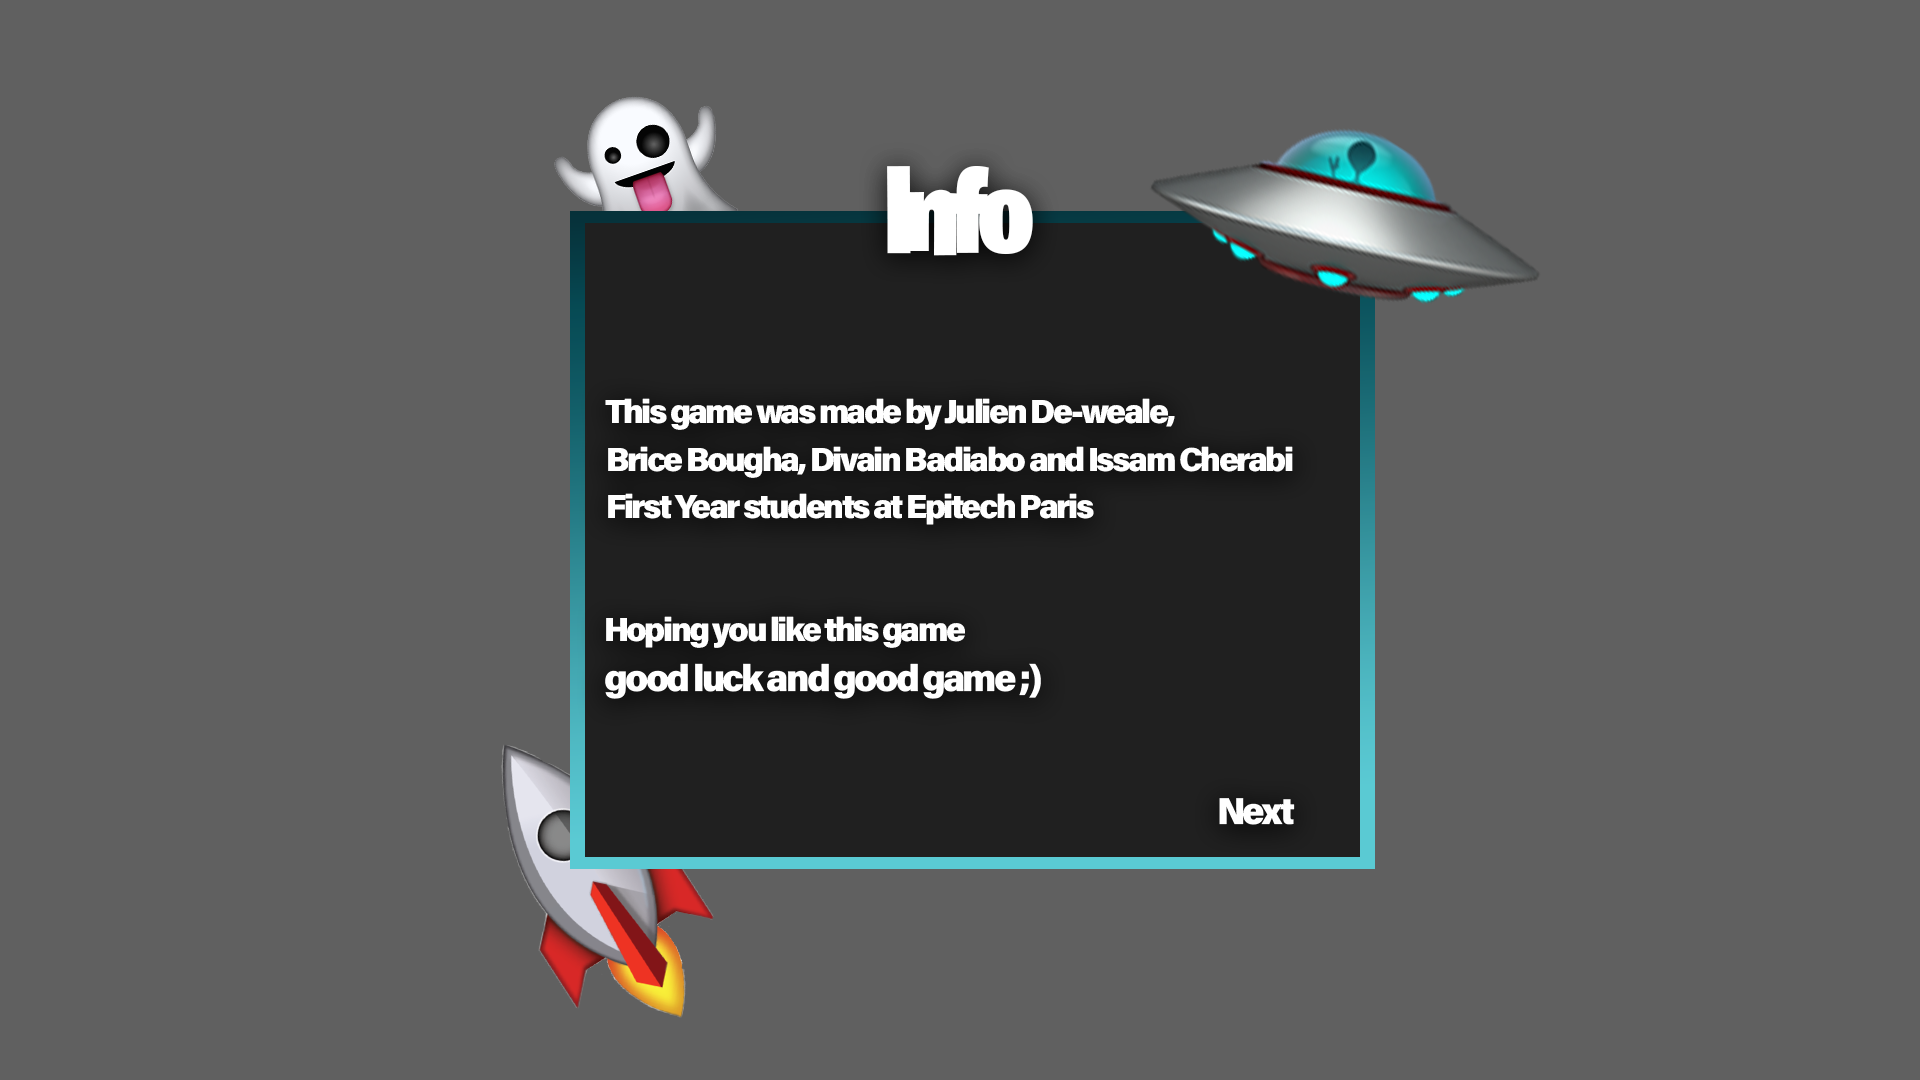 Info
This game was made by Julien De-weale,
Brice Bougha, Divain Badiabo and Issam Cherabi
First Year students at Epitech Paris
Hoping you like this game
good luck and good game ;)
Next